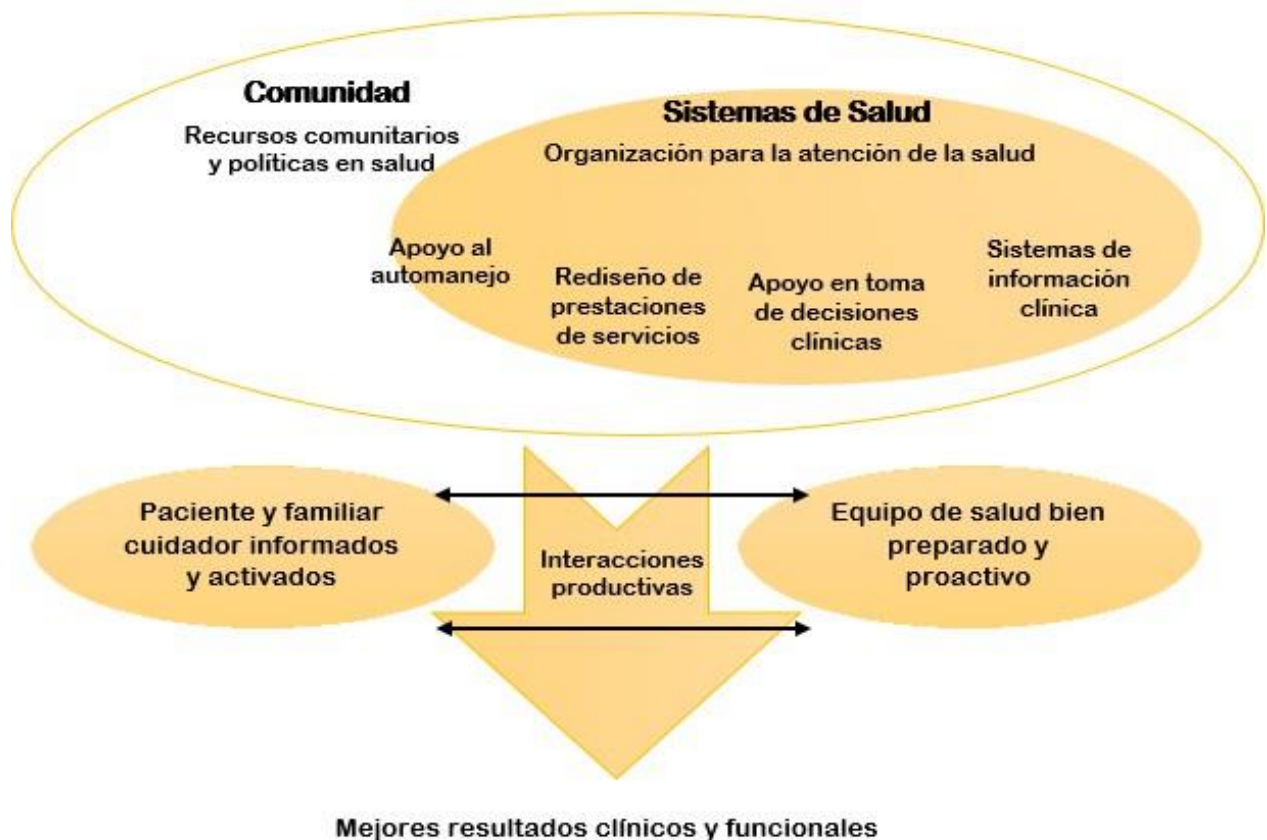 Comunidad
Recursos comunitarios
y políticas en salud
Sistemas de Salud
Organización para la atención de la salud
Apoyo al
automanejo
Rediseño de
prestaciones
de servicios
Apoyo en toma
de decisiones
clínicas
Sistemas de
información
clínica
Paciente y familiar
cuidador informados
y activados
Interacciones
productivas
Equipo de salud bien
preparado y
proactivo
Mejores resultados clínicos y funcionales